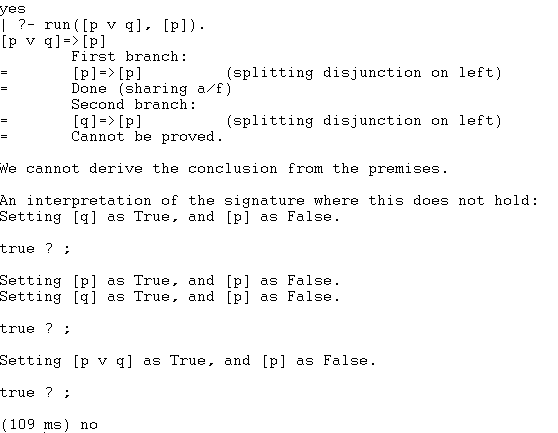 yes
| ?- run([p v q], [p]).
[p v q]=>[p]
First branch:
= [p]=>[p] (splitting disjunction on left)
= Done (sharing a/f)
Second branch:
= [q]=>[p] (splitting disjunction on left)
= Cannot be proved.
We cannot derive the conclusion from the premises.
An interpretation of the signature where this does not hold:
Setting [q] as True, and [p] as False.
true ? ;
Setting [p] as True, and [p] as False.
Setting [q] as True, and [p] as False.
true ? ;
Setting [p v q] as True, and [p] as False.
true ? ;
(109 ms) no